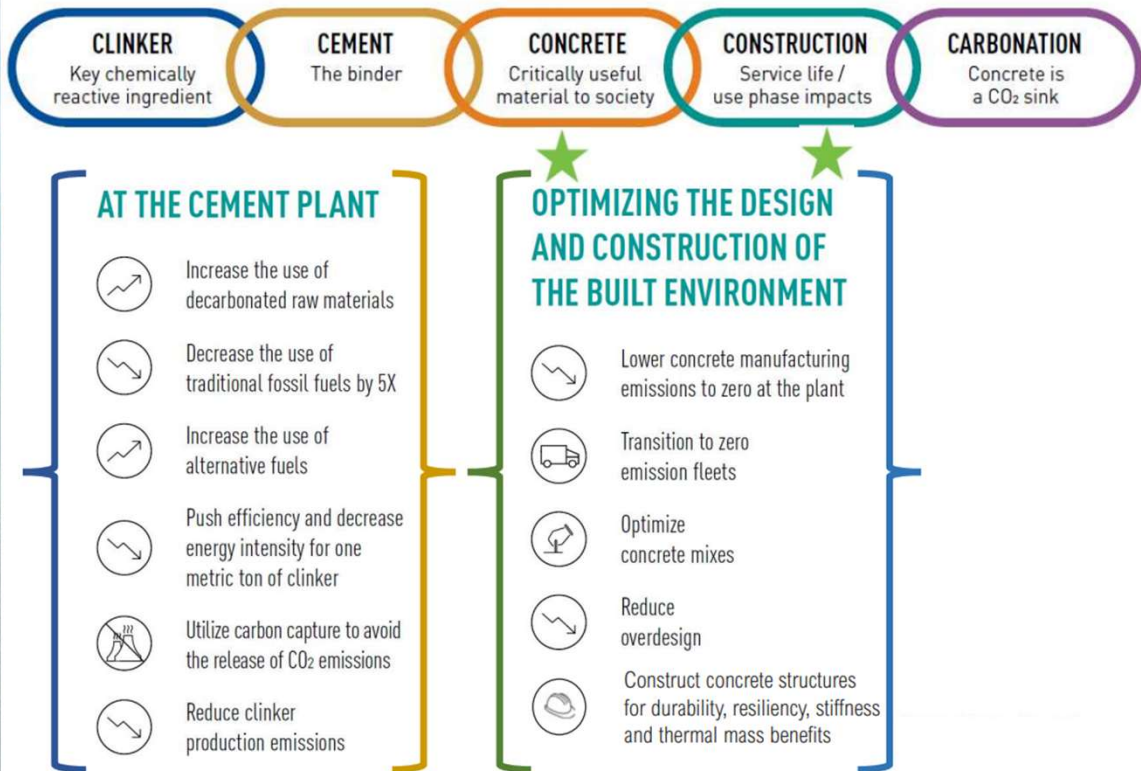 CLINKER
Key chemically
reactive ingredient
CEMENT
The binder
CONCRETE
Critically useful
material to society
CONSTRUCTION
Service life /
use phase impacts
CARBONATION
Concrete is
a CO₂ sink
AT THE CEMENT PLANT
Increase the use of
decarbonated raw materials
Decrease the use of
traditional fossil fuels by 5X
Increase the use of
alternative fuels
Push efficiency and decrease
energy intensity for one
metric ton of clinker
Utilize carbon capture to avoid
the release of CO₂ emissions
Reduce clinker
production emissions
OPTIMIZING THE DESIGN
AND CONSTRUCTION OF
THE BUILT ENVIRONMENT
Lower concrete manufacturing
emissions to zero at the plant
Transition to zero
emission fleets
Optimize
concrete mixes
Reduce
overdesign
Construct concrete structures
for durability, resiliency, stiffness
and thermal mass benefits